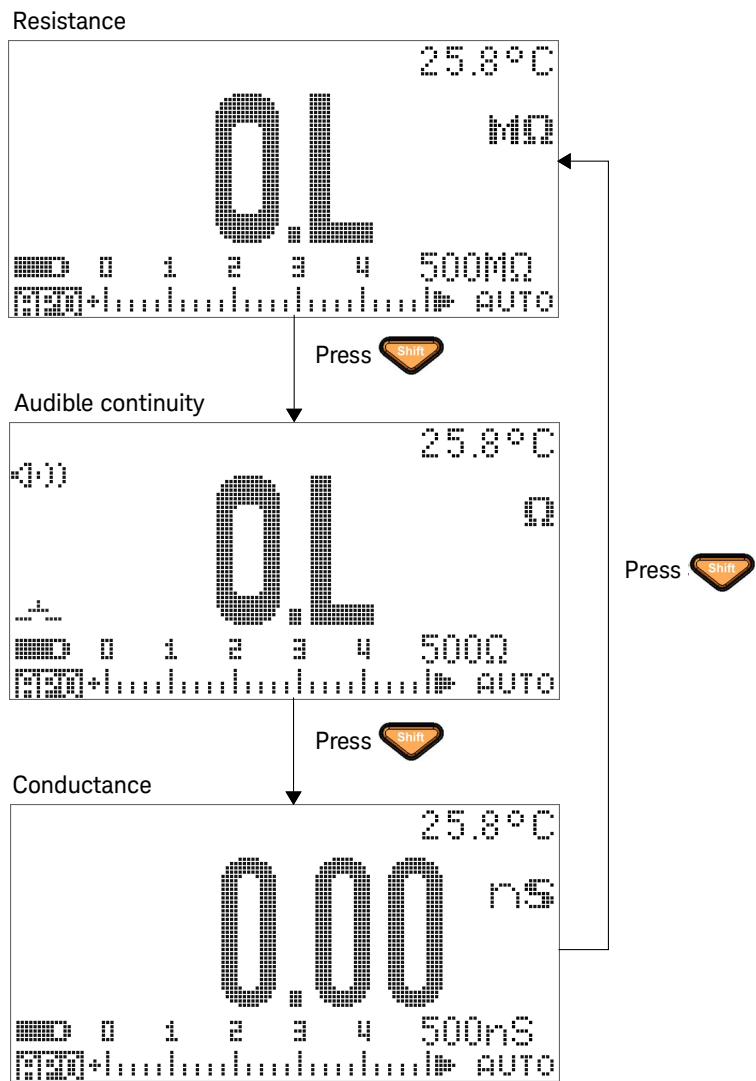 Resistance
25.8°C
MΩ
O.L
0 1 2 3 4 500MΩ
AUTO
Press Shift
Audible continuity
25.8°C
Ω
O.L
0 1 2 3 4 500Ω
AUTO
Press Shift
Press Shift
Conductance
25.8°C
nS
0.00
0 1 2 3 4 500nS
AUTO